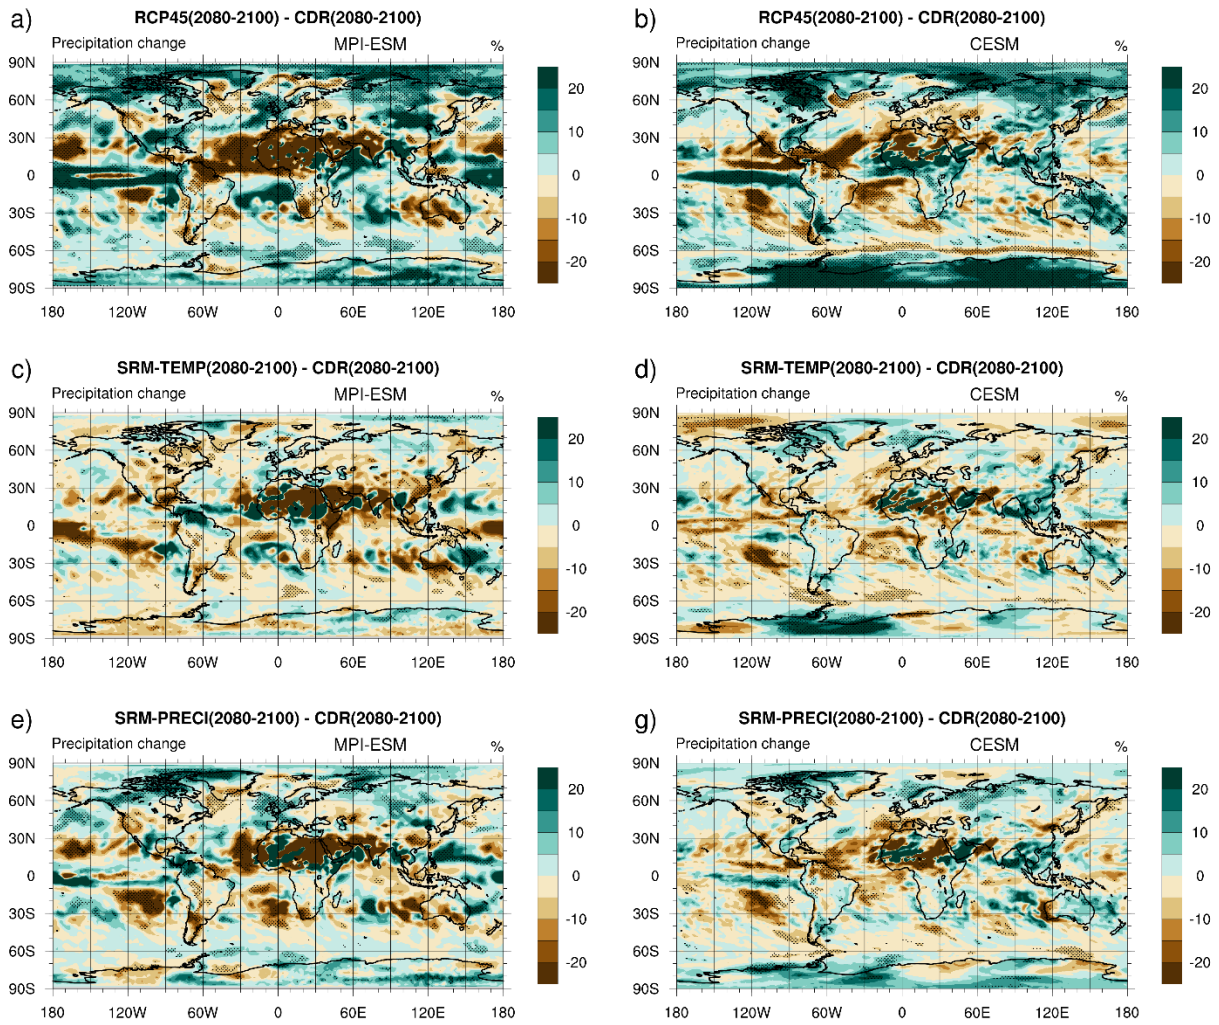 a) RCP45(2080-2100) - CDR(2080-2100)
Precipitation change MPI-ESM %
90N
60N
30N
0
30S
60S
90S
180 120W 60W 0 60E 120E 180
20
10
0
-10
-20
b) RCP45(2080-2100) - CDR(2080-2100)
Precipitation change CESM %
90N
60N
30N
0
30S
60S
90S
180 120W 60W 0 60E 120E 180
20
10
0
-10
-20
c) SRM-TEMP(2080-2100) - CDR(2080-2100)
Precipitation change MPI-ESM %
90N
60N
30N
0
30S
60S
90S
180 120W 60W 0 60E 120E 180
20
10
0
-10
-20
d) SRM-TEMP(2080-2100) - CDR(2080-2100)
Precipitation change CESM %
90N
60N
30N
0
30S
60S
90S
180 120W 60W 0 60E 120E 180
20
10
0
-10
-20
e) SRM-PRECI(2080-2100) - CDR(2080-2100)
Precipitation change MPI-ESM %
90N
60N
30N
0
30S
60S
90S
180 120W 60W 0 60E 120E 180
20
10
0
-10
-20
g) SRM-PRECI(2080-2100) - CDR(2080-2100)
Precipitation change CESM %
90N
60N
30N
0
30S
60S
90S
180 120W 60W 0 60E 120E 180
20
10
0
-10
-20